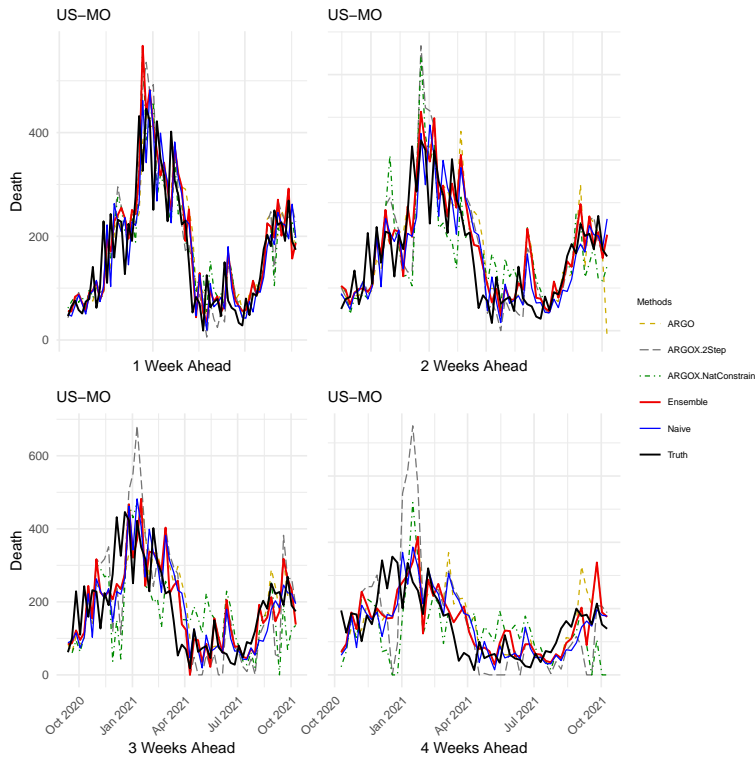 US−MO
US−MO
Death
400
200
0
1 Week Ahead
2 Weeks Ahead
US−MO
US−MO
Death
600
400
200
0
Oct 2020
Jan 2021
Apr 2021
Jul 2021
Oct 2021
Oct 2020
Jan 2021
Apr 2021
Jul 2021
Oct 2021
3 Weeks Ahead
4 Weeks Ahead
Methods
ARGO
ARGOX.2Step
ARGOX.NatConstrain
Ensemble
Naive
Truth